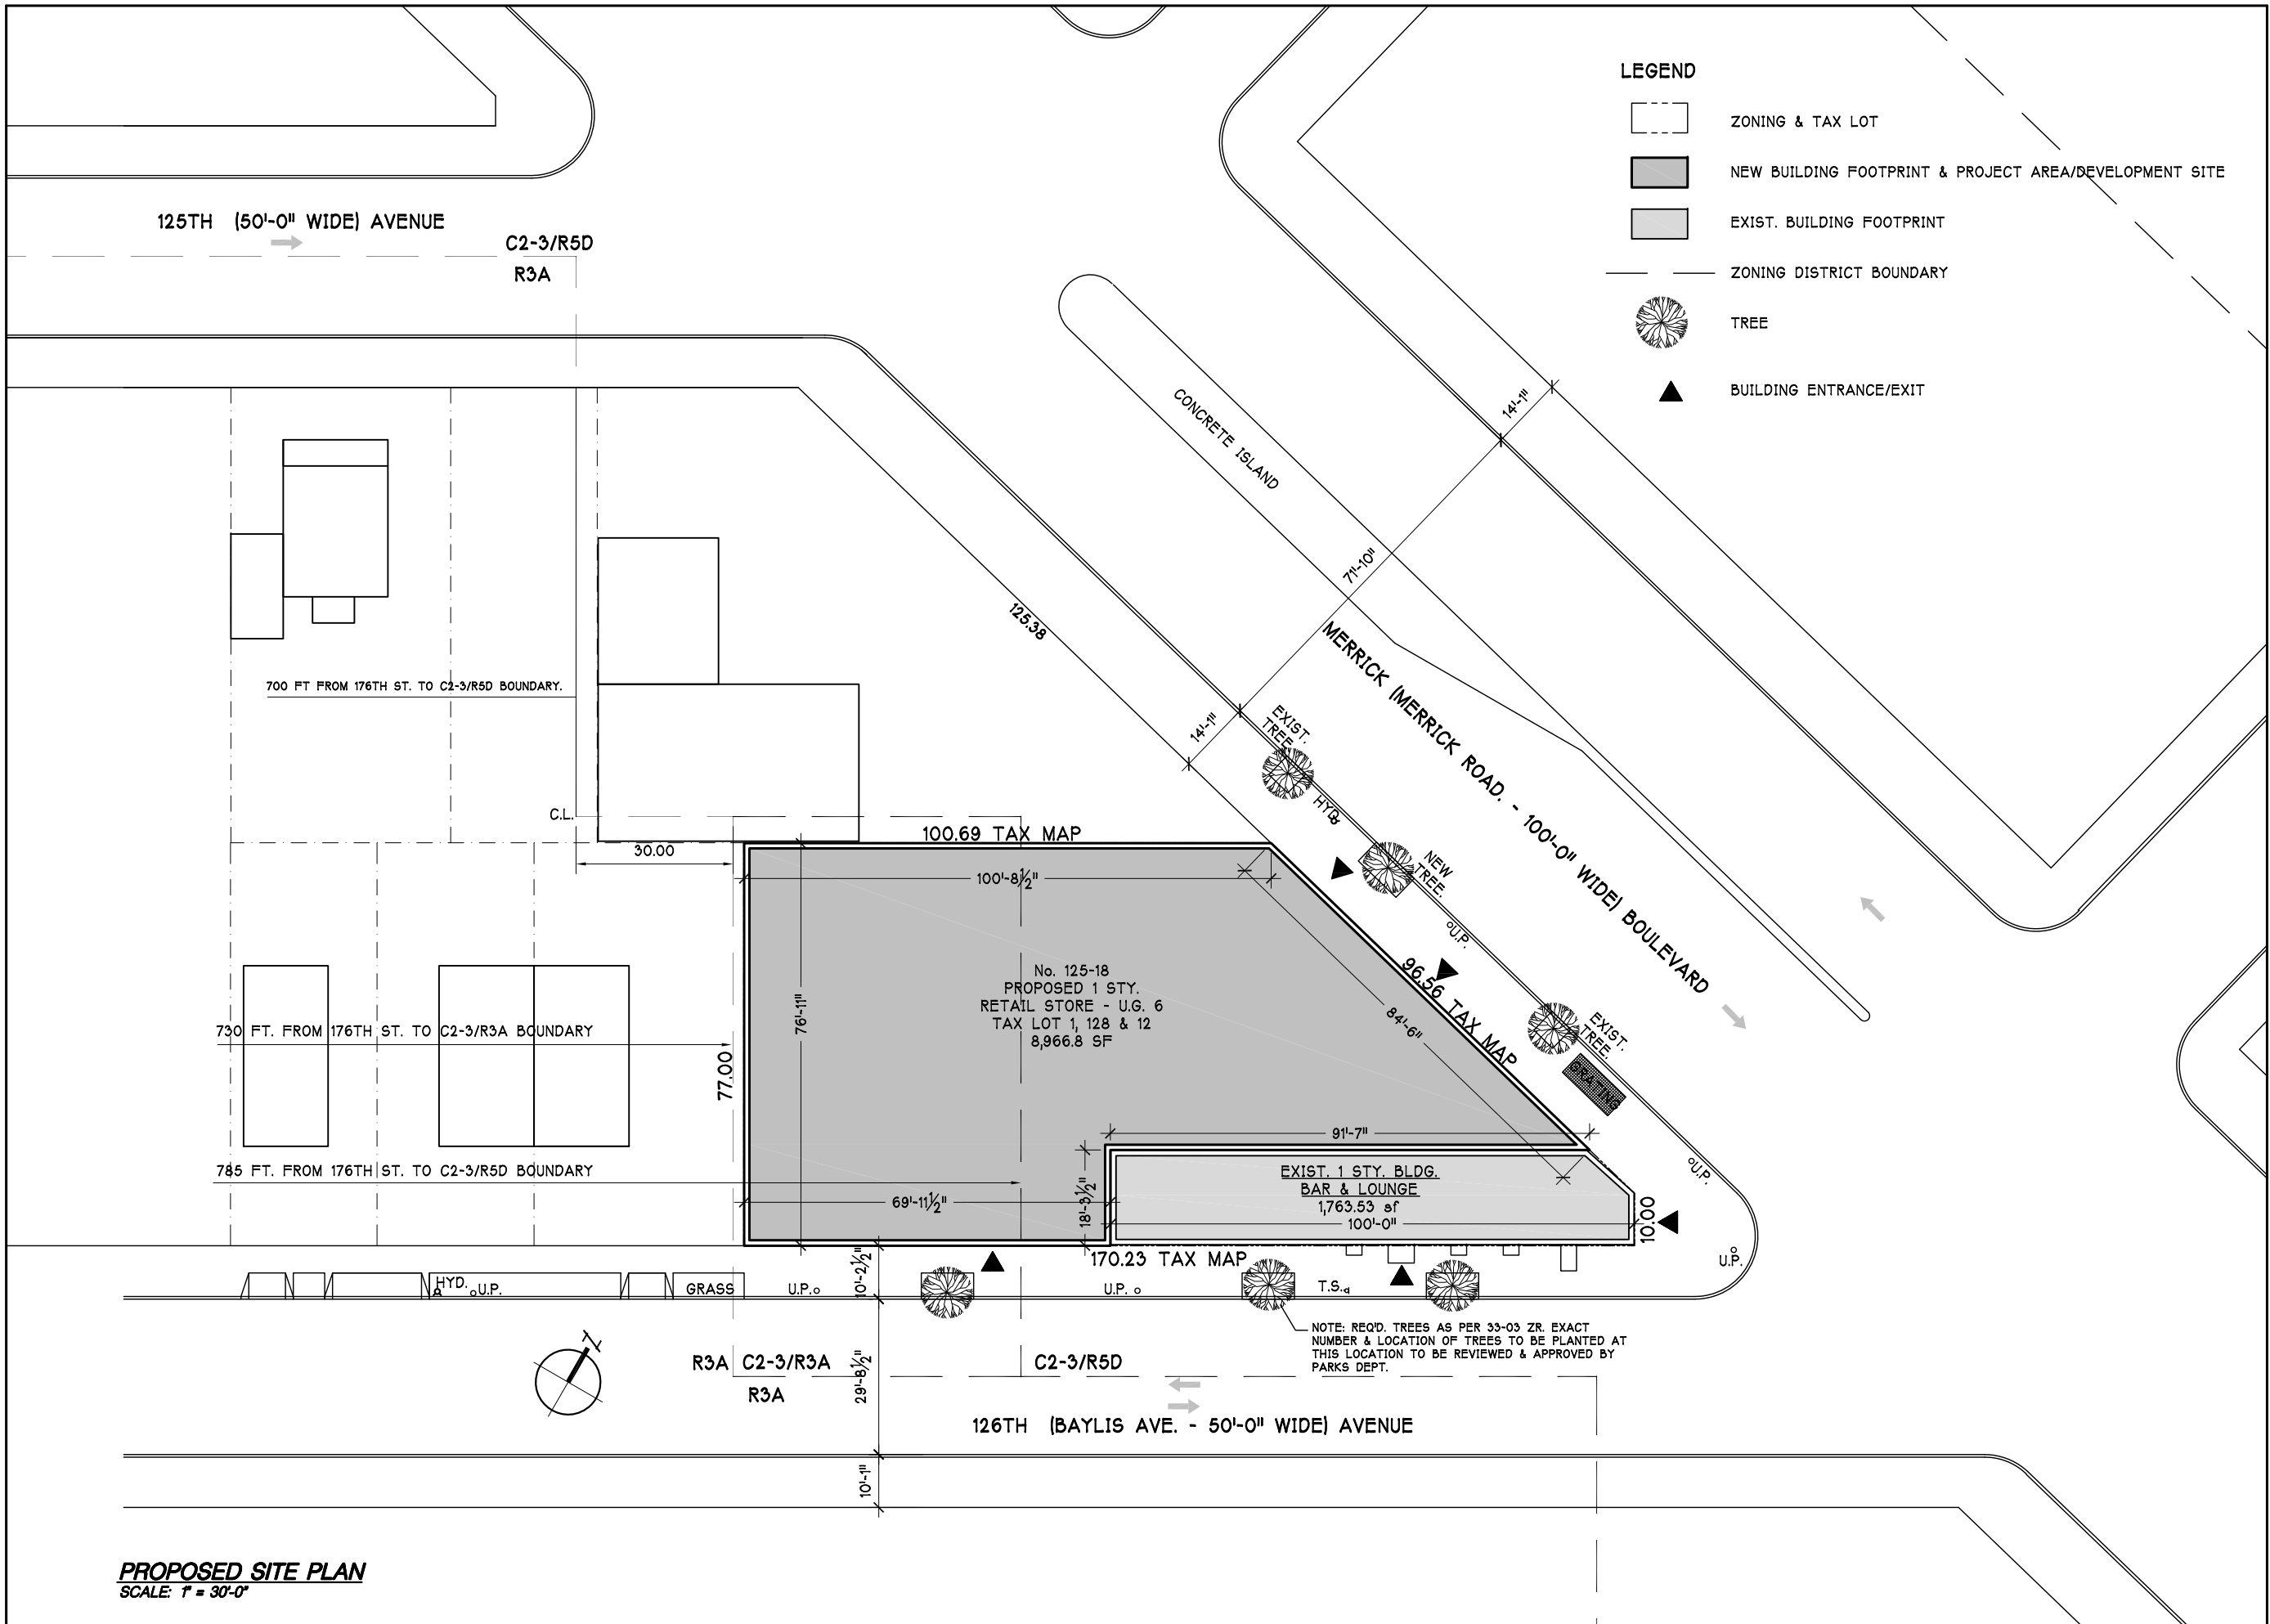 LEGEND
ZONING & TAX LOT
NEW BUILDING FOOTPRINT & PROJECT AREA/DEVELOPMENT SITE
EXIST. BUILDING FOOTPRINT
ZONING DISTRICT BOUNDARY
TREE
BUILDING ENTRANCE/EXIT
125TH (50'-0" WIDE) AVENUE
C2-3/R5D
R3A
CONCRETE ISLAND
14'-1"
71'-10"
14'-1"
125.38
MERRICK (MERRICK ROAD. - 100'-0" WIDE) BOULEVARD
700 FT FROM 176TH ST. TO C2-3/R5D BOUNDARY.
EXIST.
TREE.
HYD.
NEW
TREE.
U.P.
EXIST.
TREE.
GRATING
U.P.
U.P.
C.L.
30.00
100.69 TAX MAP
100'-8½"
76'-11"
77.00
No. 125-18
PROPOSED 1 STY.
RETAIL STORE - U.G. 6
TAX LOT 1, 128 & 12
8,966.8 SF
96.56 TAX MAP
84'-6"
730 FT. FROM 176TH ST. TO C2-3/R3A BOUNDARY
785 FT. FROM 176TH ST. TO C2-3/R5D BOUNDARY
91'-7"
69'-11½"
18'-3½"
EXIST. 1 STY. BLDG.
BAR & LOUNGE
1,763.53 sf
100'-0"
10.00
170.23 TAX MAP
10'-2½"
HYD.
U.P.
GRASS
U.P.
U.P.
T.S.
NOTE: REQ'D. TREES AS PER 33-03 ZR. EXACT
NUMBER & LOCATION OF TREES TO BE PLANTED AT
THIS LOCATION TO BE REVIEWED & APPROVED BY
PARKS DEPT.
Z
R3A
C2-3/R3A
C2-3/R5D
R3A
29'-8½"
126TH (BAYLIS AVE. - 50'-0" WIDE) AVENUE
10'-1"
PROPOSED SITE PLAN
SCALE: 1" = 30'-0"